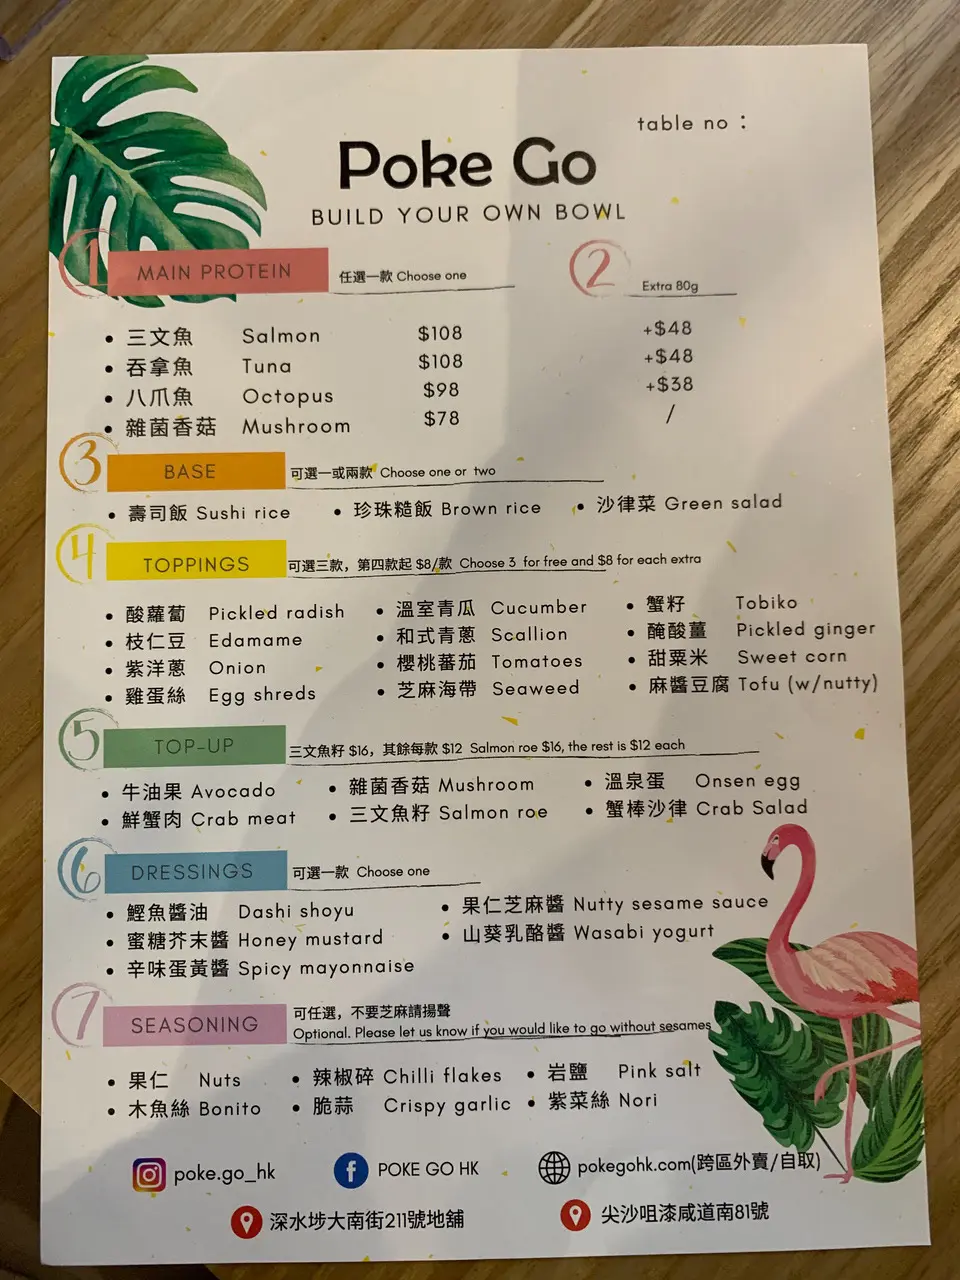 table no：
Poke Go
BUILD YOUR OWN BOWL
1 MAIN PROTEIN 任選一款 Choose one 2 Extra 80g
• 三文魚 Salmon $108 +$48
• 吞拿魚 Tuna $108 +$48
• 八爪魚 Octopus $98 +$38
• 雜菌香菇 Mushroom $78 /
3 BASE 可選一或兩款 Choose one or two
• 壽司飯 Sushi rice • 珍珠糙飯 Brown rice • 沙律菜 Green salad
4 TOPPINGS 可選三款，第四款起 $8/款 Choose 3 for free and $8 for each extra
• 酸蘿蔔 Pickled radish • 溫室青瓜 Cucumber • 蟹籽 Tobiko
• 枝仁豆 Edamame • 和式青蔥 Scallion • 醃酸薑 Pickled ginger
• 紫洋蔥 Onion • 櫻桃蕃茄 Tomatoes • 甜粟米 Sweet corn
• 雞蛋絲 Egg shreds • 芝麻海帶 Seaweed • 麻醬豆腐 Tofu (w/nutty)
5 TOP-UP 三文魚籽 $16，其餘每款 $12 Salmon roe $16, the rest is $12 each
• 牛油果 Avocado • 雜菌香菇 Mushroom • 溫泉蛋 Onsen egg
• 鮮蟹肉 Crab meat • 三文魚籽 Salmon roe • 蟹棒沙律 Crab Salad
6 DRESSINGS 可選一款 Choose one
• 鰹魚醬油 Dashi shoyu • 果仁芝麻醬 Nutty sesame sauce
• 蜜糖芥末醬 Honey mustard • 山葵乳酪醬 Wasabi yogurt
• 辛味蛋黃醬 Spicy mayonnaise
7 SEASONING 可任選，不要芝麻請揚聲
Optional. Please let us know if you would like to go without sesames
• 果仁 Nuts • 辣椒碎 Chilli flakes • 岩鹽 Pink salt
• 木魚絲 Bonito • 脆蒜 Crispy garlic • 紫菜絲 Nori
poke.go_hk POKE GO HK pokegohk.com(跨區外賣/自取)
深水埗大南街211號地舖 尖沙咀漆咸道南81號